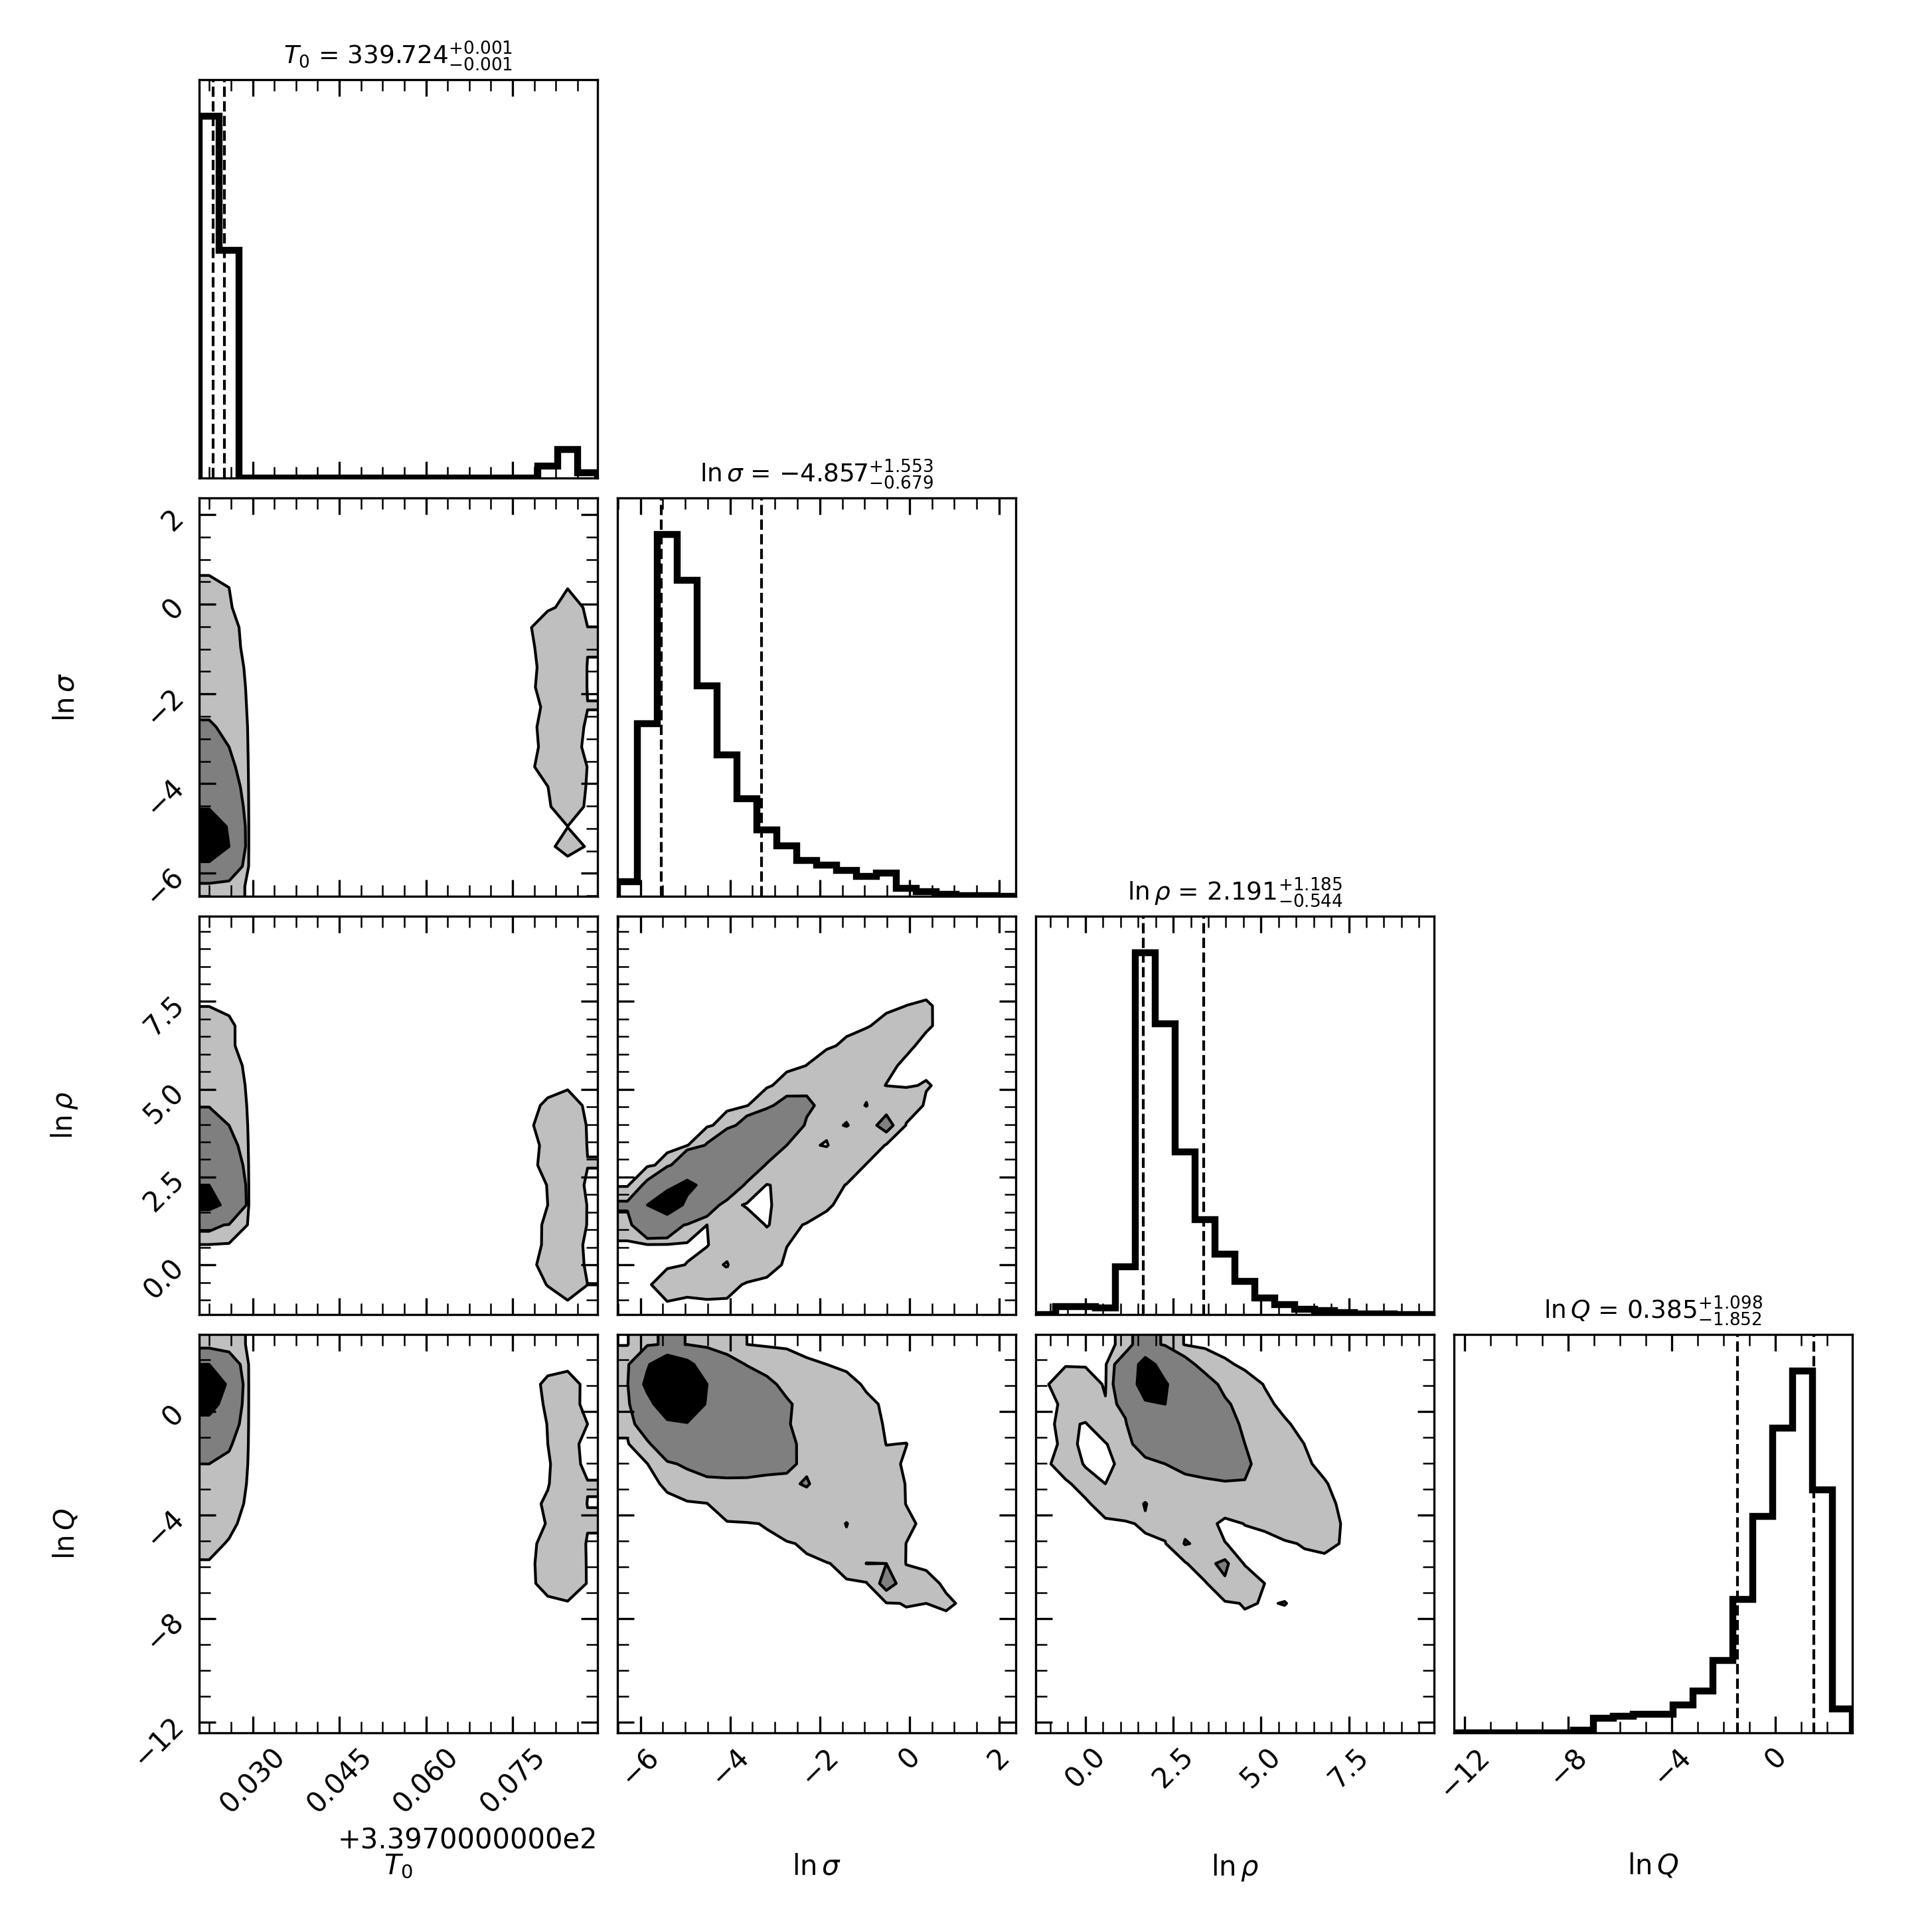 T₀ = 339.724⁺⁰·⁰⁰¹₋₀.₀₀₁
ln σ = −4.857⁺¹·⁵⁵³₋₀.₆₇₉
2
0
−2
−4
−6
ln σ
ln ρ = 2.191⁺¹·¹⁸⁵₋₀.₅₄₄
7.5
5.0
2.5
0.0
ln ρ
ln Q = 0.385⁺¹·⁰⁹⁸₋₁.₈₅₂
0
−4
−8
−12
ln Q
0.030 0.045 0.060 0.075 −6 −4 −2 0 2 0.0 2.5 5.0 7.5 −12 −8 −4 0
+3.3970000000e2
T₀ ln σ ln ρ ln Q